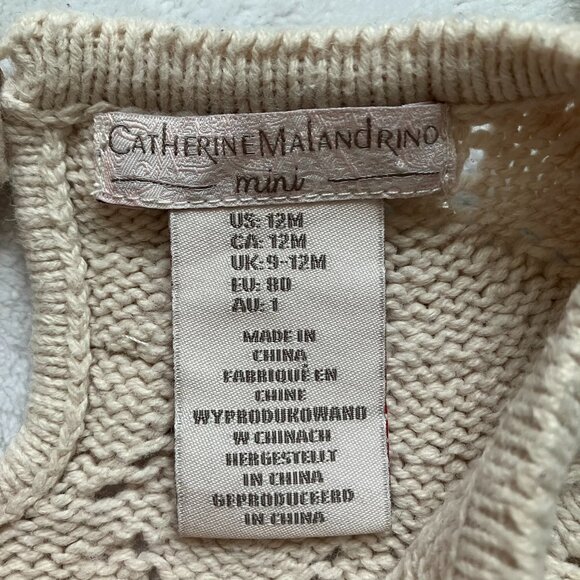 CATHERINE MALANDRINO
mini
US: 12M
CA: 12M
UK: 9-12M
EU: 80
AU: 1
MADE IN
CHINA
FABRIQUÉ EN
CHINE
WYPRODUKOWANO
W CHINACH
HERGESTELLT
IN CHINA
GEPRODUCEERD
IN CHINA